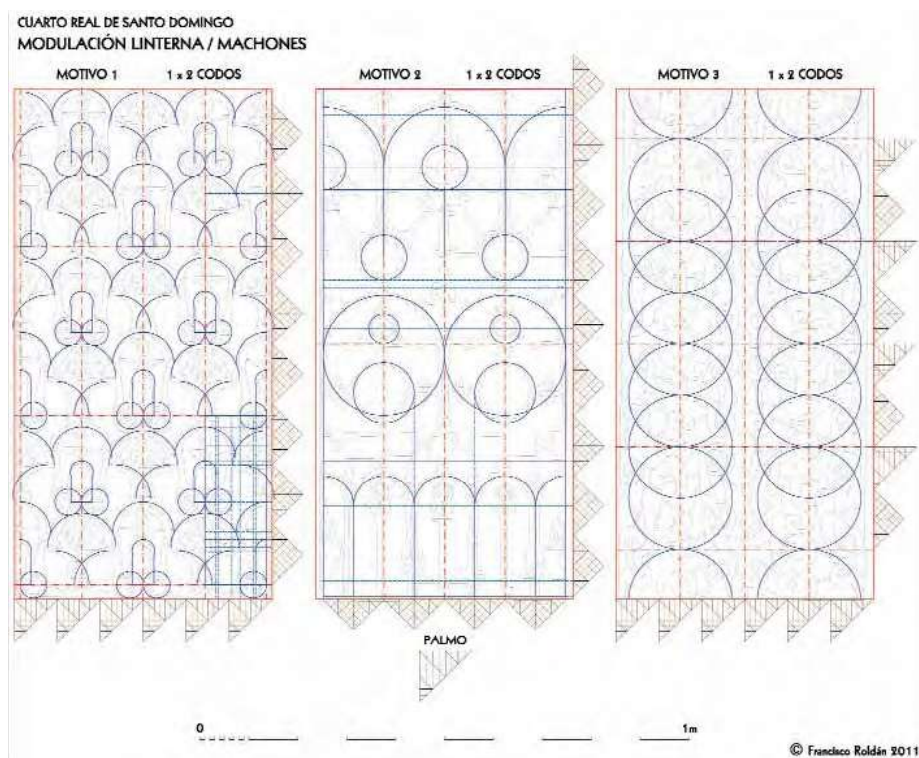 CUARTO REAL DE SANTO DOMINGO
MODULACIÓN LINTERNA / MACHONES
MOTIVO 1 1 x 2 CODOS
MOTIVO 2 1 x 2 CODOS
MOTIVO 3 1 x 2 CODOS
PALMO
0 1m
© Francisco Roldán 2011